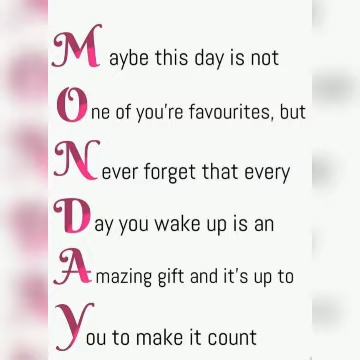 Maybe this day is not
One of you're favourites, but
Never forget that every
Day you wake up is an
Amazing gift and it's up to
You to make it count